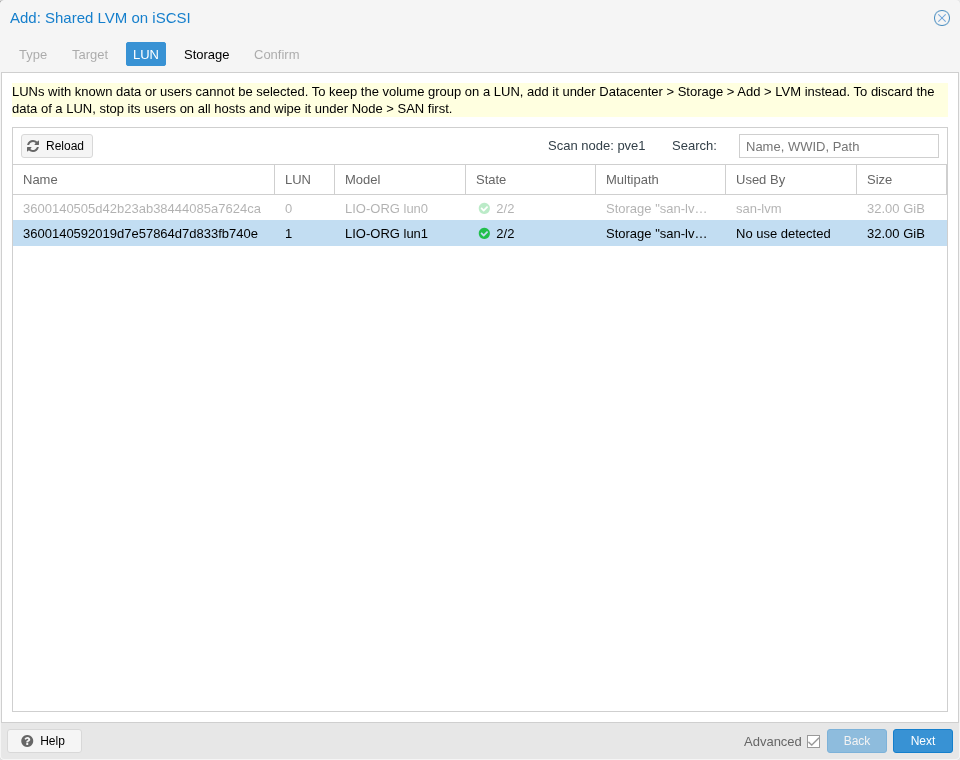 Add: Shared LVM on iSCSI
Type Target LUN Storage Confirm
LUNs with known data or users cannot be selected. To keep the volume group on a LUN, add it under Datacenter > Storage > Add > LVM instead. To discard the
data of a LUN, stop its users on all hosts and wipe it under Node > SAN first.
Reload Scan node: pve1 Search: Name, WWID, Path
Name LUN Model State Multipath Used By Size
3600140505d42b23ab38444085a7624ca 0 LIO-ORG lun0 2/2 Storage "san-lv… san-lvm 32.00 GiB
3600140592019d7e57864d7d833fb740e 1 LIO-ORG lun1 2/2 Storage "san-lv… No use detected 32.00 GiB
Help Advanced Back Next